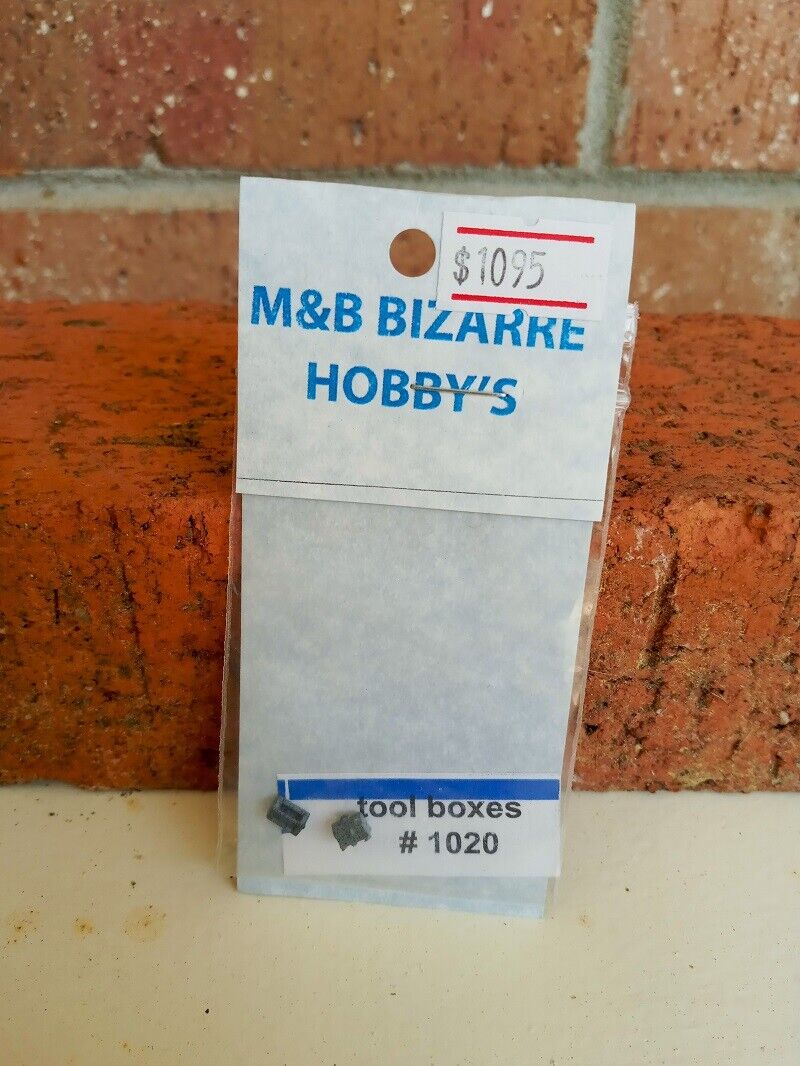 $1095
M&B BIZARRE
HOBBY'S
tool boxes
# 1020